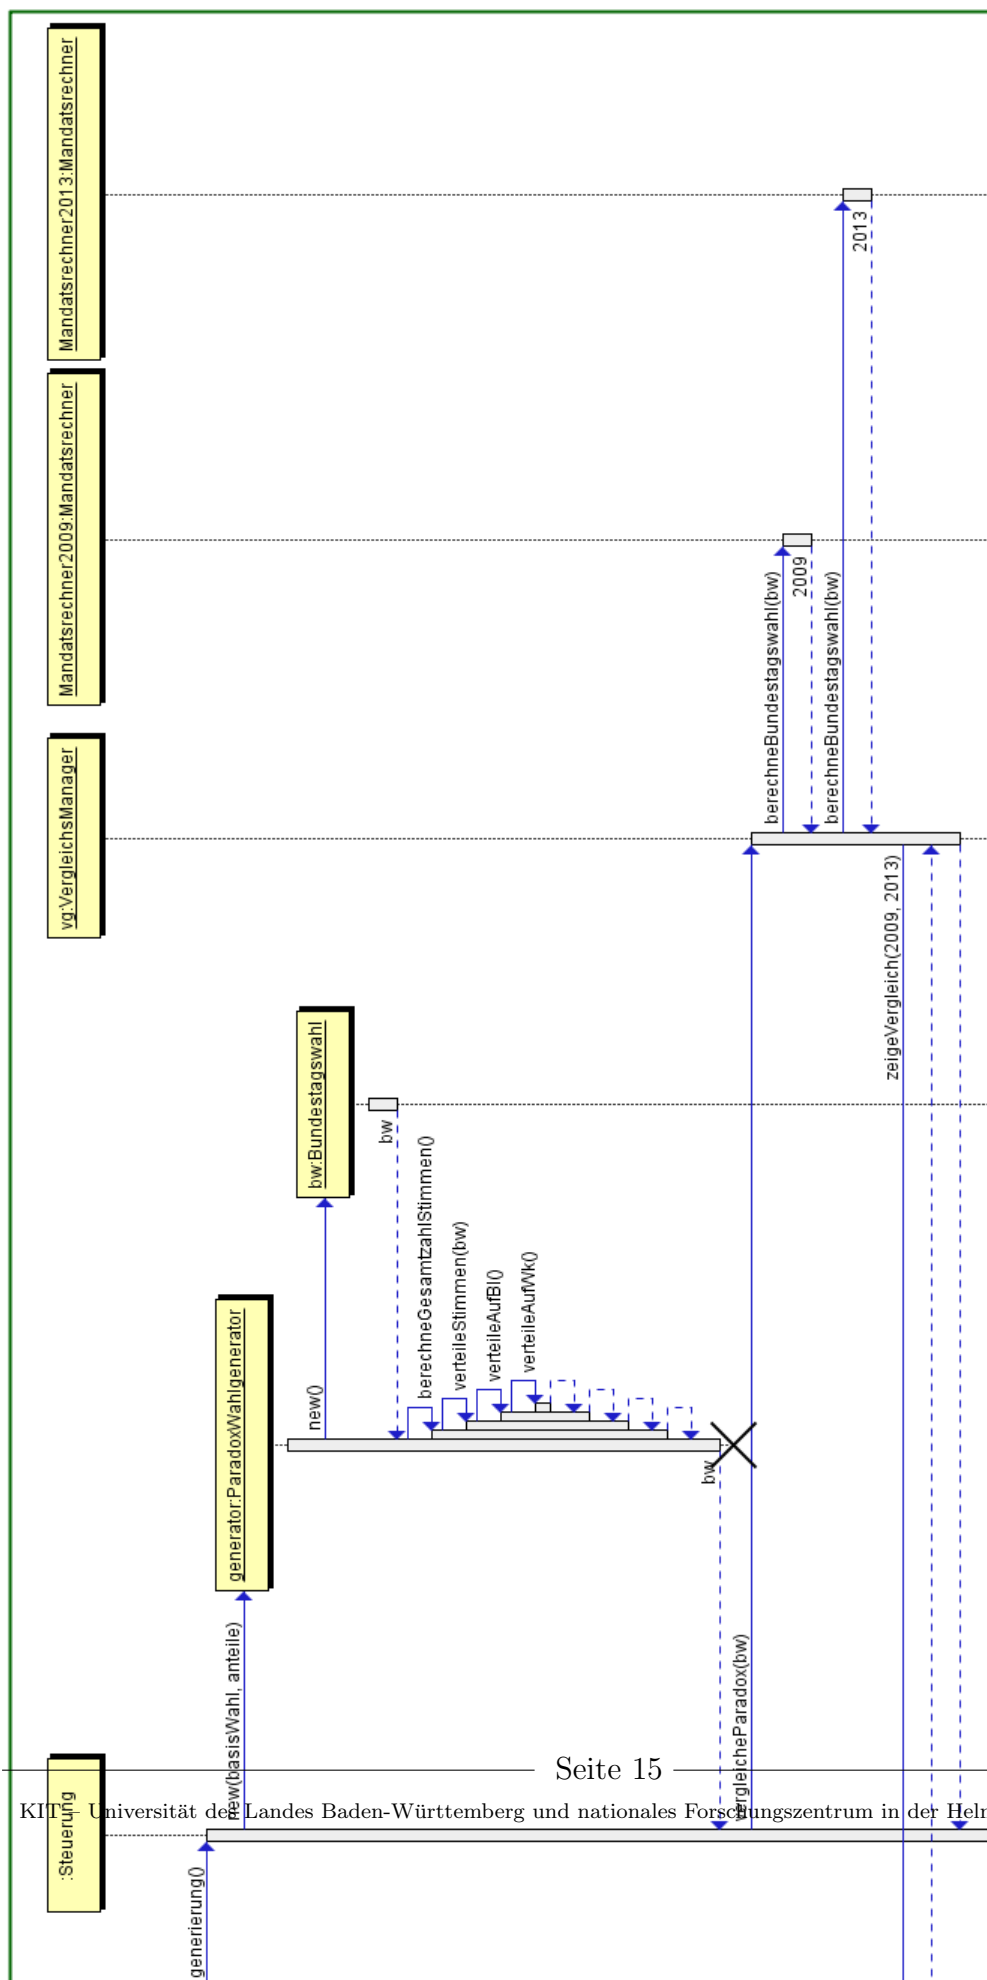 Mandatsrechner2013:Mandatsrechner
Mandatsrechner2009:Mandatsrechner
vg:VergleichsManager
bw:Bundestagswahl
generator:ParadoxWahlgenerator
:Steuerung
generierung()
new(basisWahl, anteile)
new()
bw
berechneGesamtzahlStimmen()
verteileStimmen(bw)
verteileAufBl()
verteileAufWk()
bw
vergleicheParadox(bw)
berechneBundestagswahl(bw)
2009
berechneBundestagswahl(bw)
2013
zeigeVergleich(2009, 2013)
Seite 15
KIT – Universität des Landes Baden-Württemberg und nationales Forschungszentrum in der Helm